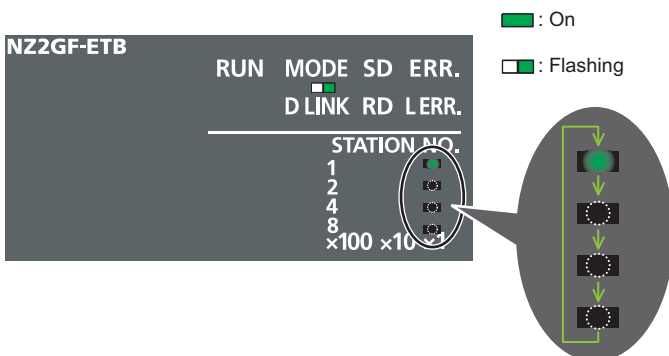 : On
: Flashing
NZ2GF-ETB
RUN MODE SD ERR.
D LINK RD L ERR.
STATION NO.
1
2
4
8
×100 ×10 ×1